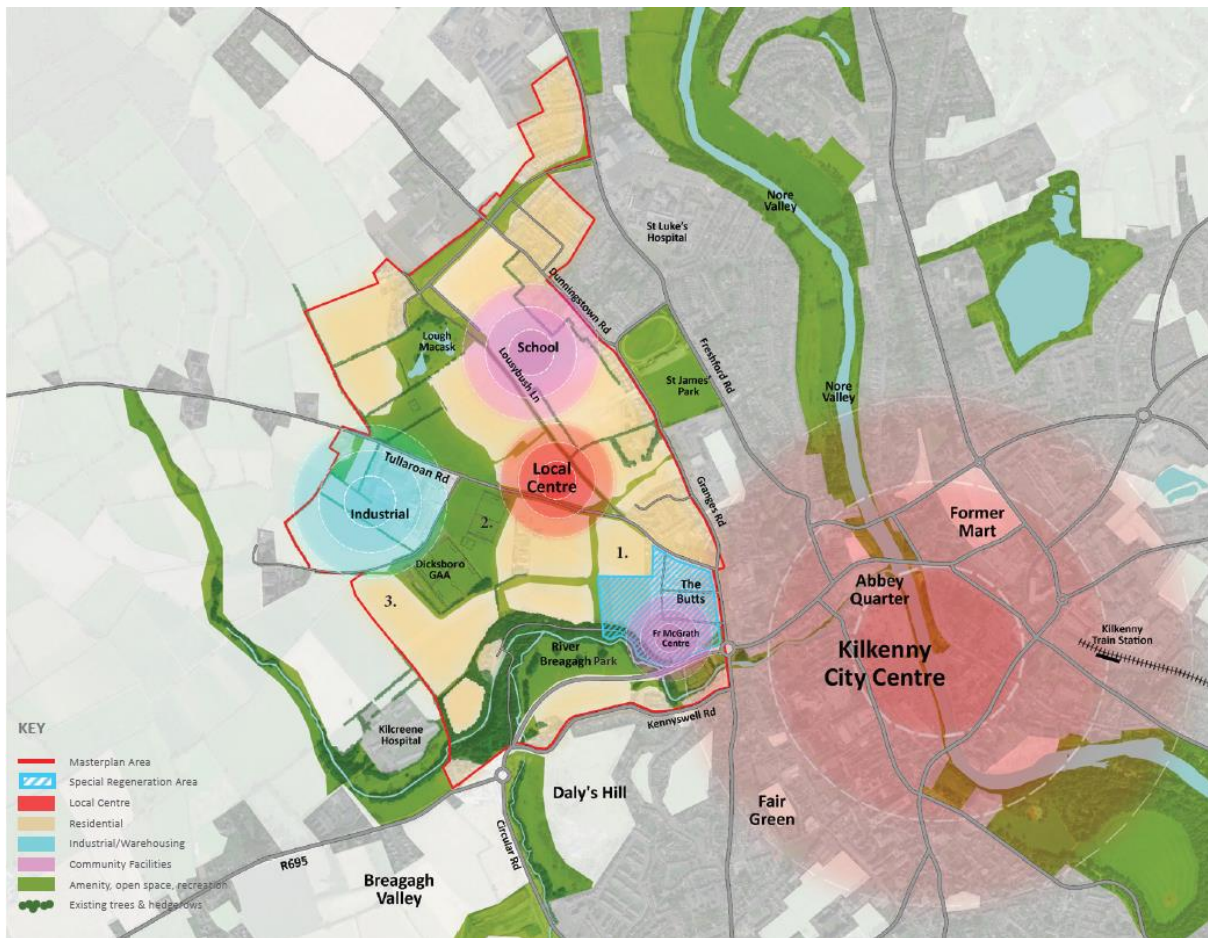 Nore
Valley
St Luke's
Hospital
Dunningstown Rd
School
Lough
Macask
Lousybush Ln
St James'
Park
Freshford Rd
Nore
Valley
Tullaroan Rd
Local
Centre
Industrial
2.
Granges Rd
Former
Mart
1.
Dicksboro
GAA
The
Butts
Abbey
Quarter
3.
Fr McGrath
Centre
Kilkenny
Train Station
River
Breagagh Park
Kilkenny
City Centre
Kilcreene
Hospital
Kennyswell Rd
Daly's Hill
Fair
Green
Circular Rd
R695
Breagagh
Valley
KEY
Masterplan Area
Special Regeneration Area
Local Centre
Residential
Industrial/Warehousing
Community Facilities
Amenity, open space, recreation
Existing trees & hedgerows